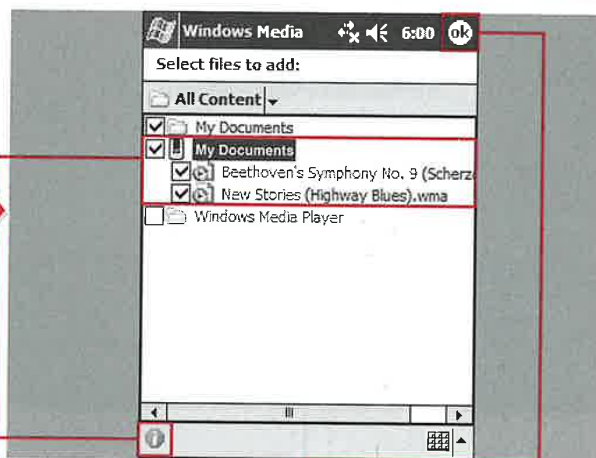 Windows Media 6:00 ok
Select files to add:
All Content
My Documents
My Documents
Beethoven's Symphony No. 9 (Scherzo
New Stories (Highway Blues).wma
Windows Media Player